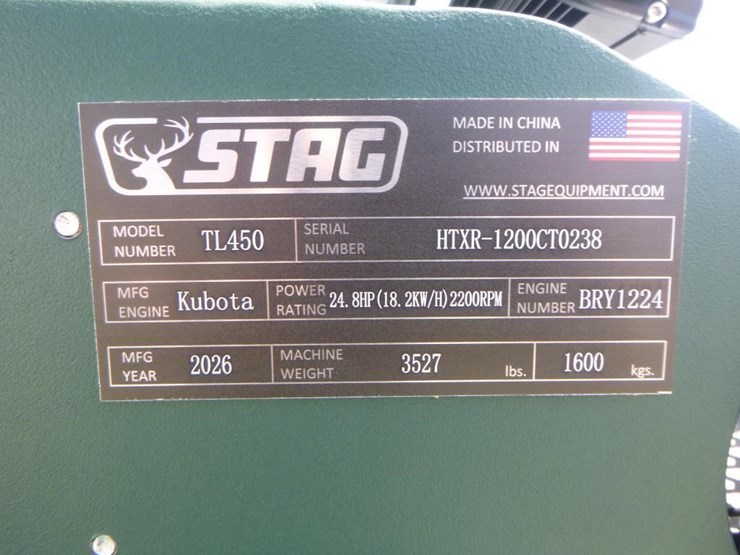 STAG
MADE IN CHINA
DISTRIBUTED IN
WWW.STAGEQUIPMENT.COM
MODEL NUMBER TL450 SERIAL NUMBER HTXR-1200CT0238
MFG ENGINE Kubota POWER RATING 24.8HP(18.2KW/H)2200RPM ENGINE NUMBER BRY1224
MFG YEAR 2026 MACHINE WEIGHT 3527 lbs. 1600 kgs.